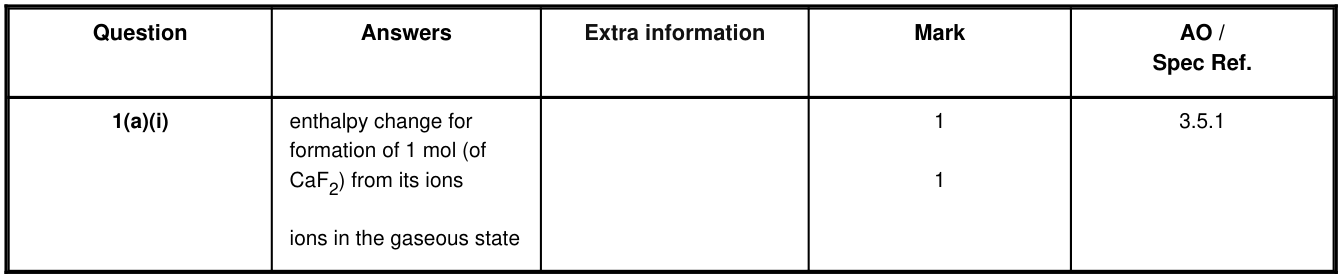 Question Answers Extra information Mark AO /
Spec Ref.
1(a)(i) enthalpy change for 1 3.5.1
formation of 1 mol (of
CaF2) from its ions 1
ions in the gaseous state